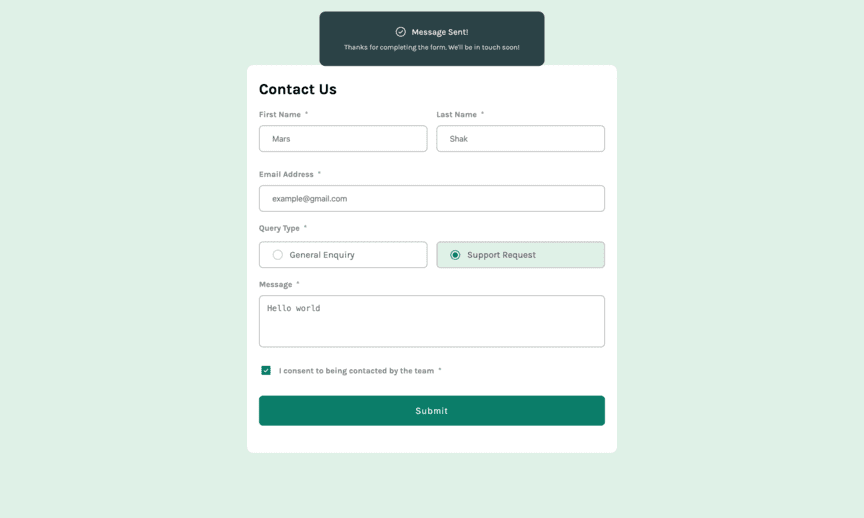 Message Sent!
Thanks for completing the form. We'll be in touch soon!
Contact Us
First Name *
Last Name *
Mars
Shak
Email Address *
example@gmail.com
Query Type *
General Enquiry
Support Request
Message *
Hello world
I consent to being contacted by the team *
Submit